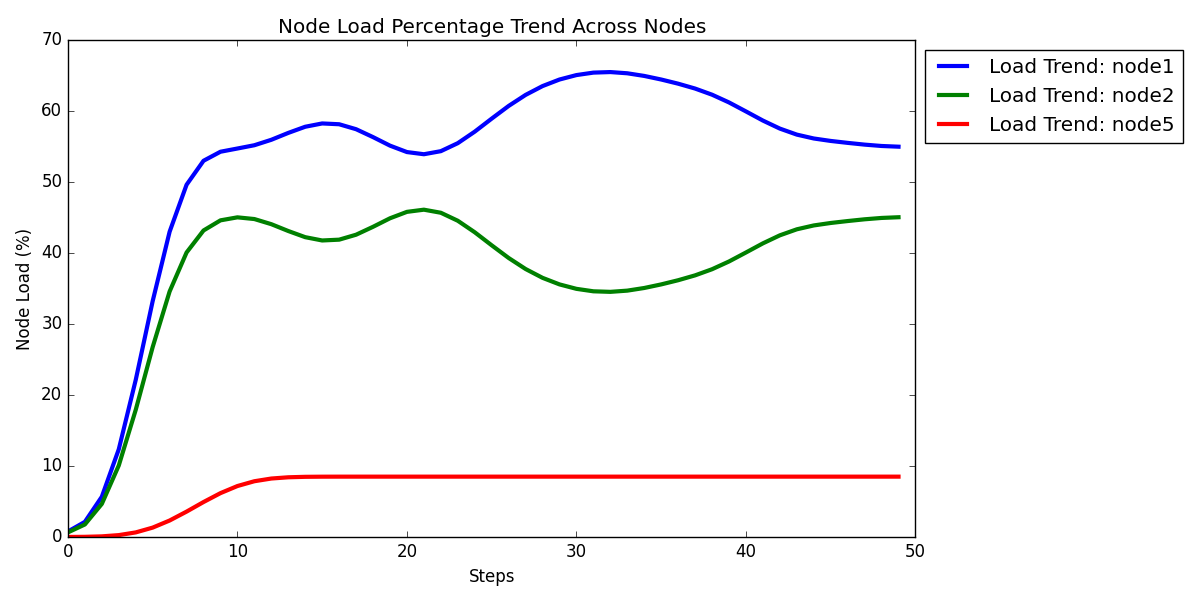 Node Load Percentage Trend Across Nodes
70
60
50
40
30
20
10
0
Node Load (%)
0 10 20 30 40 50
Steps
Load Trend: node1
Load Trend: node2
Load Trend: node5